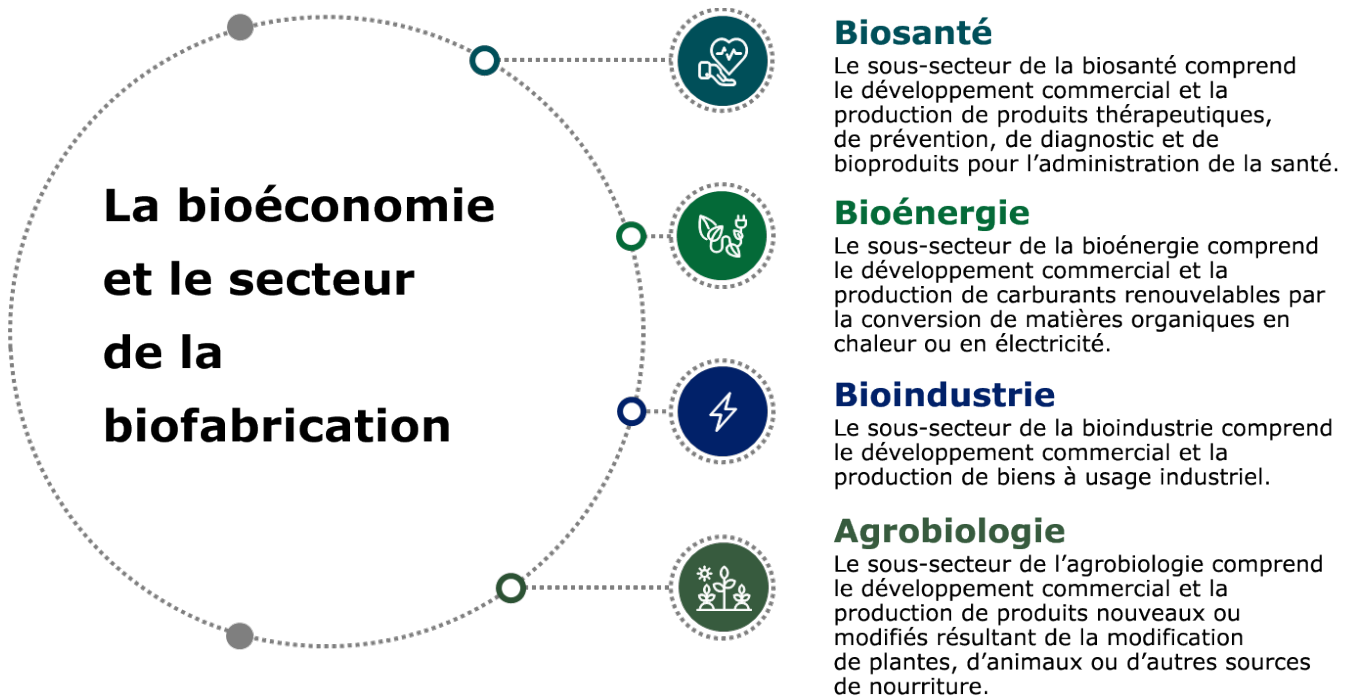 La bioéconomie
et le secteur
de la
biofabrication
Biosanté
Le sous-secteur de la biosanté comprend
le développement commercial et la
production de produits thérapeutiques,
de prévention, de diagnostic et de
bioproduits pour l’administration de la santé.
Bioénergie
Le sous-secteur de la bioénergie comprend
le développement commercial et la
production de carburants renouvelables par
la conversion de matières organiques en
chaleur ou en électricité.
Bioindustrie
Le sous-secteur de la bioindustrie comprend
le développement commercial et la
production de biens à usage industriel.
Agrobiologie
Le sous-secteur de l’agrobiologie comprend
le développement commercial et la
production de produits nouveaux ou
modifiés résultant de la modification
de plantes, d’animaux ou d’autres sources
de nourriture.